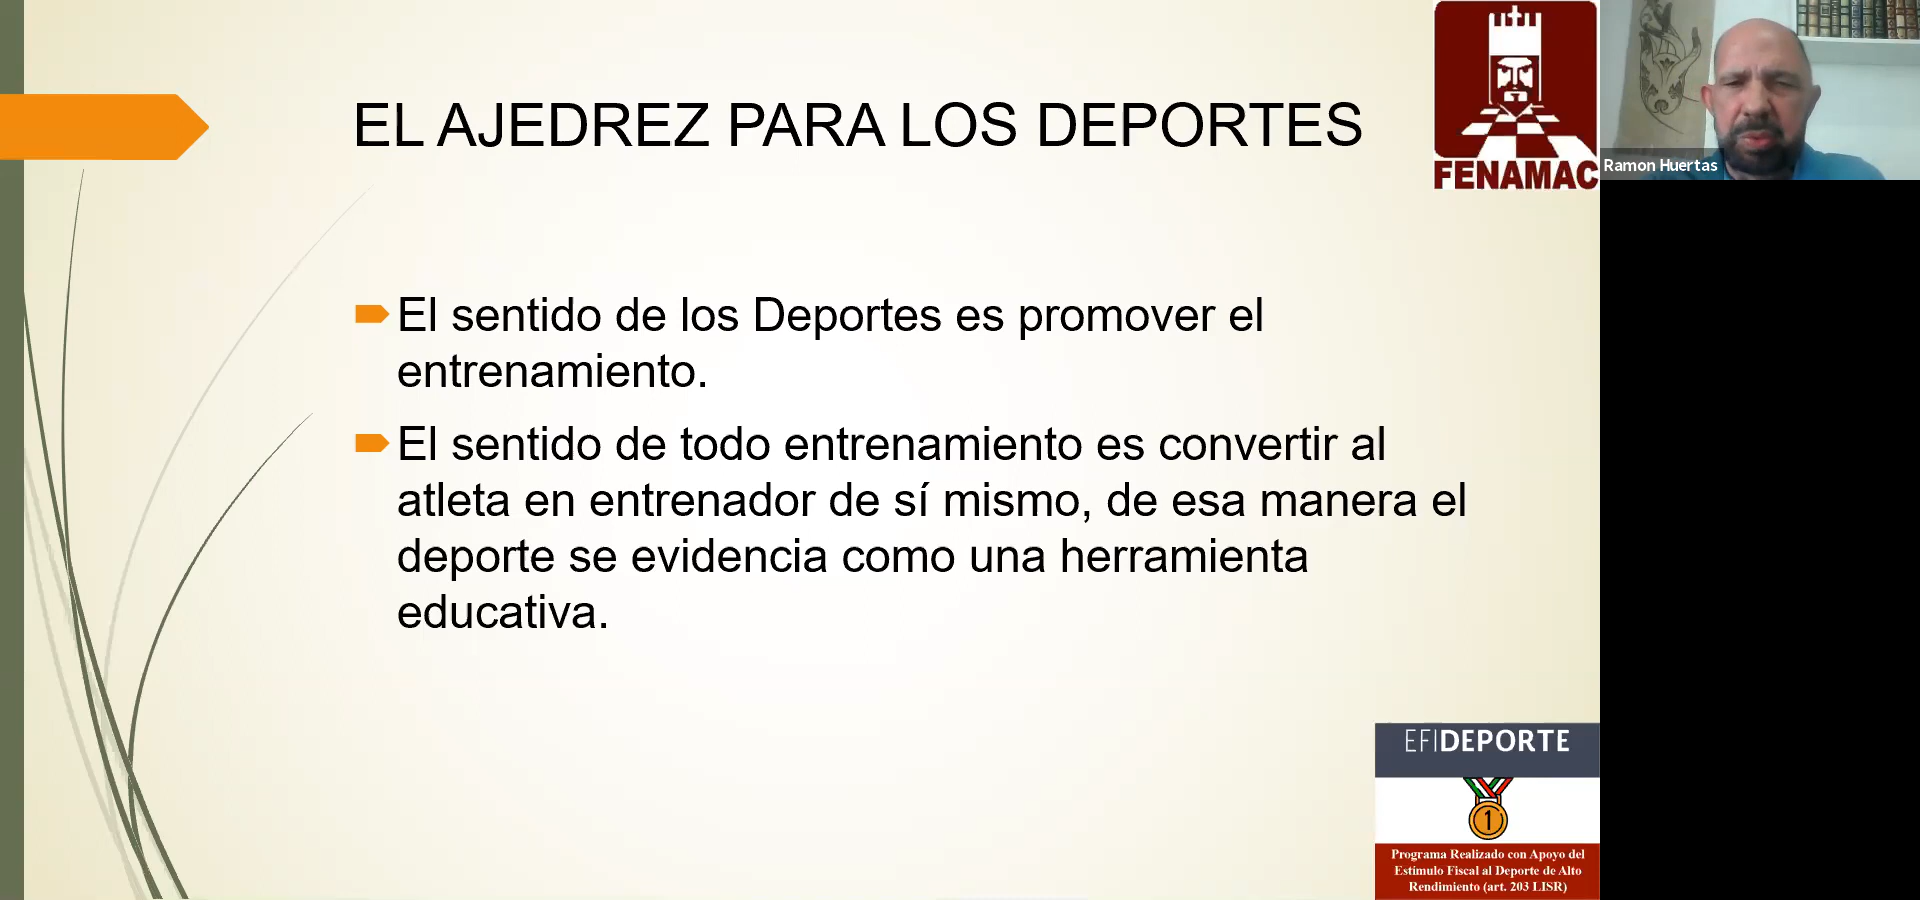 EL AJEDREZ PARA LOS DEPORTES
FENAMAC
Ramon Huertas
El sentido de los Deportes es promover el
entrenamiento.
El sentido de todo entrenamiento es convertir al
atleta en entrenador de sí mismo, de esa manera el
deporte se evidencia como una herramienta
educativa.
EFIDEPORTE
1
Programa Realizado con Apoyo del
Estimulo Fiscal al Deporte de Alto
Rendimiento (art. 203 LISR)